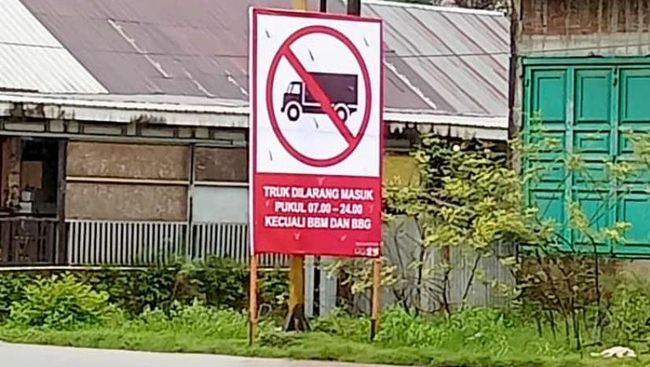 TRUK DILARANG MASUK
PUKUL 07.00 – 24.00
KECUALI BBM DAN BBG